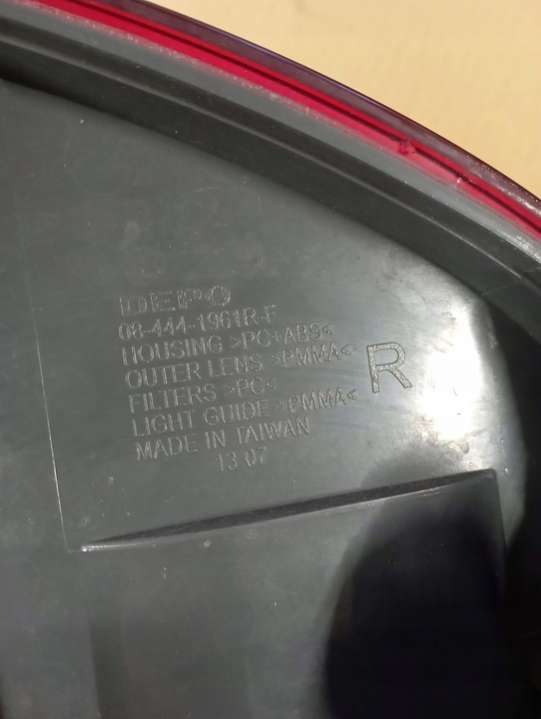 DEPO
08-444-1961R-F
HOUSING >PC+ABS<
OUTER LENS >PMMA<
FILTERS >PC<
LIGHT GUIDE >PMMA<
MADE IN TAIWAN
13 07
R